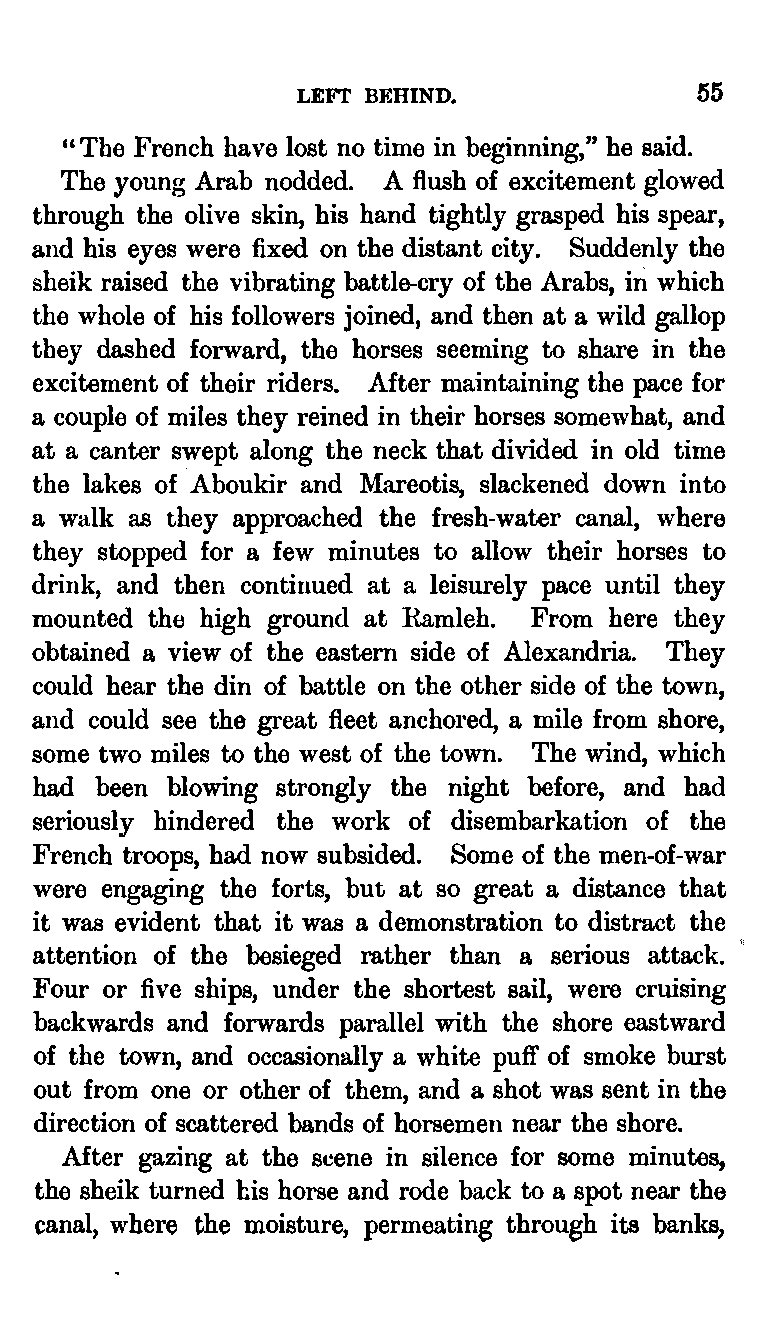 LEFT BEHIND. 55
"The French have lost no time in beginning," he said.
The young Arab nodded. A flush of excitement glowed
through the olive skin, his hand tightly grasped his spear,
and his eyes were fixed on the distant city. Suddenly the
sheik raised the vibrating battle-cry of the Arabs, in which
the whole of his followers joined, and then at a wild gallop
they dashed forward, the horses seeming to share in the
excitement of their riders. After maintaining the pace for
a couple of miles they reined in their horses somewhat, and
at a canter swept along the neck that divided in old time
the lakes of Aboukir and Mareotis, slackened down into
a walk as they approached the fresh-water canal, where
they stopped for a few minutes to allow their horses to
drink, and then continued at a leisurely pace until they
mounted the high ground at Ramleh. From here they
obtained a view of the eastern side of Alexandria. They
could hear the din of battle on the other side of the town,
and could see the great fleet anchored, a mile from shore,
some two miles to the west of the town. The wind, which
had been blowing strongly the night before, and had
seriously hindered the work of disembarkation of the
French troops, had now subsided. Some of the men-of-war
were engaging the forts, but at so great a distance that
it was evident that it was a demonstration to distract the
attention of the besieged rather than a serious attack.
Four or five ships, under the shortest sail, were cruising
backwards and forwards parallel with the shore eastward
of the town, and occasionally a white puff of smoke burst
out from one or other of them, and a shot was sent in the
direction of scattered bands of horsemen near the shore.
After gazing at the scene in silence for some minutes,
the sheik turned his horse and rode back to a spot near the
canal, where the moisture, permeating through its banks,